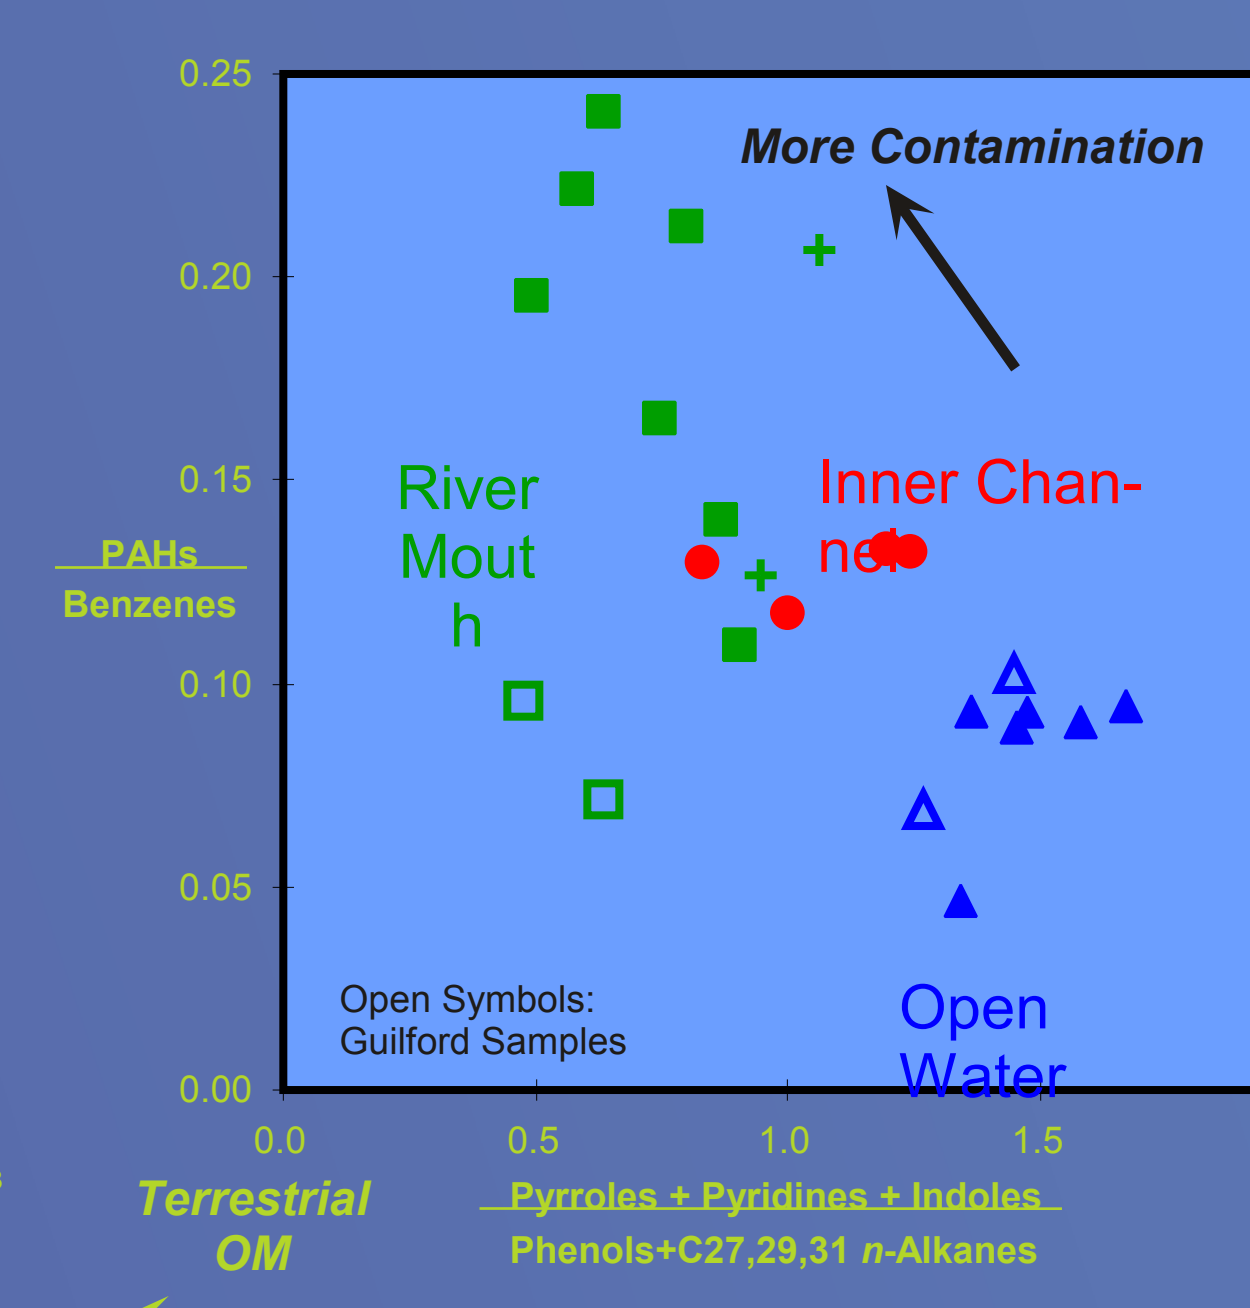 0.25
More Contamination
0.20
0.15
River
Mout
h
Inner Chan-
nel
PAHs
Benzenes
0.10
0.05
Open Symbols:
Guilford Samples
Open
Water
0.00
0.0 0.5 1.0 1.5
Terrestrial
OM
Pyrroles + Pyridines + Indoles
Phenols+C27,29,31 n-Alkanes